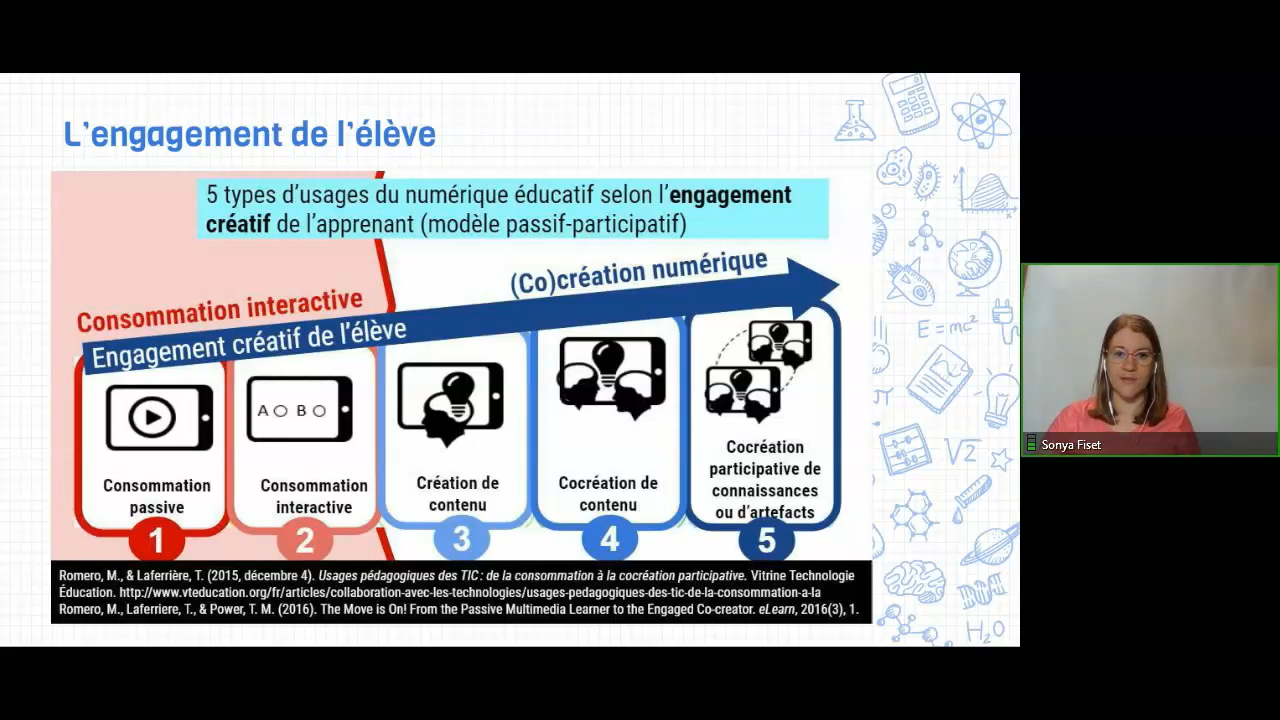 L'engagement de l'élève
5 types d'usages du numérique éducatif selon l'engagement
créatif de l'apprenant (modèle passif-participatif)
(Co)création numérique
Consommation interactive
Engagement créatif de l'élève
A O B O
Consommation
passive
1
Consommation
interactive
2
Création de
contenu
3
Cocréation de
contenu
4
Cocréation
participative de
connaissances
ou d'artefacts
5
Romero, M., & Laferrière, T. (2015, décembre 4). Usages pédagogiques des TIC : de la consommation à la cocréation participative. Vitrine Technologie
Éducation. http://www.vteducation.org/fr/articles/collaboration-avec-les-technologies/usages-pedagogiques-des-tic-de-la-consommation-a-la
Romero, M., Laferriere, T., & Power, T. M. (2016). The Move is On! From the Passive Multimedia Learner to the Engaged Co-creator. eLearn, 2016(3), 1.
y
x
E=mc²
π
√2
H₂O
Sonya Fiset